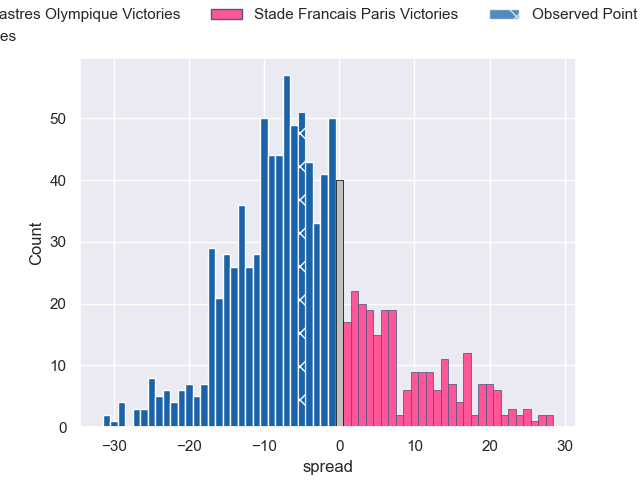 astres Olympique Victories Stade Francais Paris Victories Observed Point
es
50
40
30
20
10
0
Count
−30 −20 −10 0 10 20 30
spread